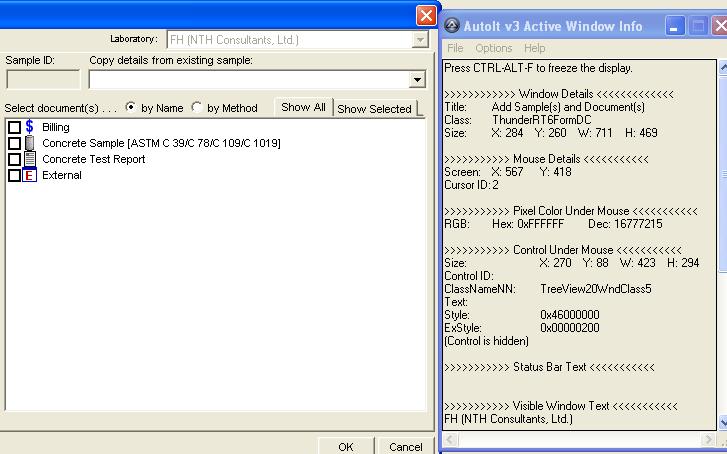 Laboratory: FH (NTH Consultants, Ltd.)
Sample ID: Copy details from existing sample:
Select document(s) . . . by Name by Method Show All Show Selected
$ Billing
Concrete Sample [ASTM C 39/C 78/C 109/C 1019]
Concrete Test Report
E External
OK Cancel
AutoIt v3 Active Window Info
File Options Help
Press CTRL-ALT-F to freeze the display.
>>>>>>>>>>> Window Details <<<<<<<<<<<<<
Title: Add Sample(s) and Document(s)
Class: ThunderRT6FormDC
Size: X: 284 Y: 260 W: 711 H: 469
>>>>>>>>>>> Mouse Details <<<<<<<<<<<<<
Screen: X: 567 Y: 418
Cursor ID: 2
>>>>>>>>>>> Pixel Color Under Mouse <<<<<<<<<<<
RGB: Hex: 0xFFFFFF Dec: 16777215
>>>>>>>>>>> Control Under Mouse <<<<<<<<<<<
Size: X: 270 Y: 88 W: 423 H: 294
Control ID:
ClassNameNN: TreeView20WndClass5
Text:
Style: 0x46000000
ExStyle: 0x00000200
(Control is hidden)
>>>>>>>>>>> Status Bar Text <<<<<<<<<<<
>>>>>>>>>>> Visible Window Text <<<<<<<<<<<
FH (NTH Consultants, Ltd.)